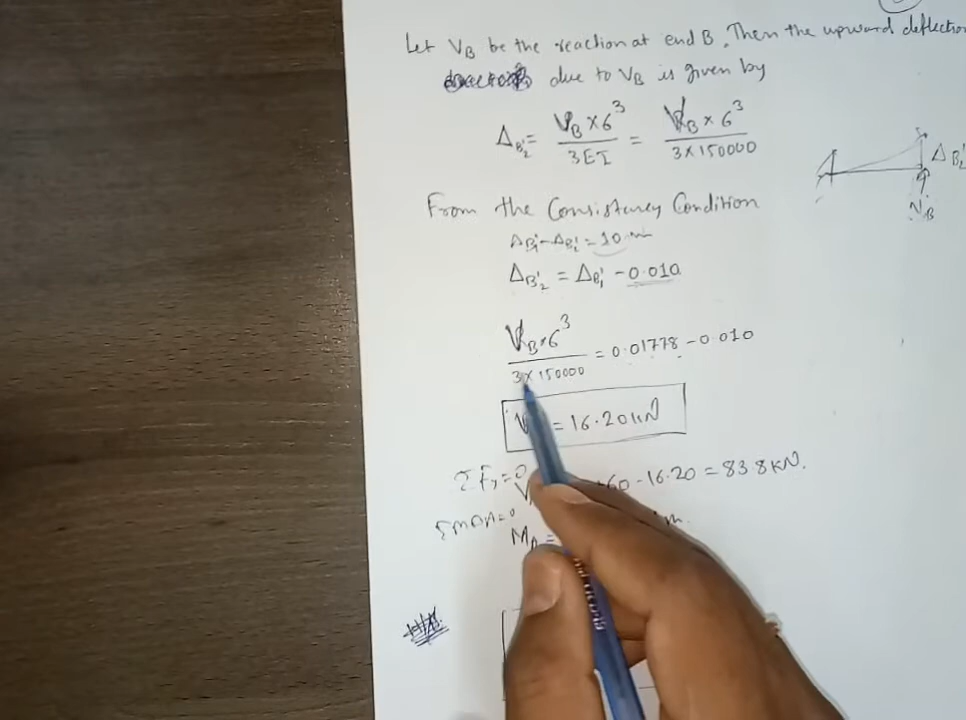 Let VB be the reaction at end B. Then the upward deflection
due to VB is given by
ΔB'2 = VB × 6³ / 3EI = VB × 6³ / 3×150000
ΔB'2
VB
From the Consistency Condition
ΔB'1 - ΔB'2 = 10
ΔB'2 = ΔB'1 - 0.010
VB × 6³ / 3×150000 = 0.01778 - 0.010
V = 16.20 kN
ΣFy = 0
V 60 - 16.20 = 83.8 kN.
ΣM@A = 0
MA = m.